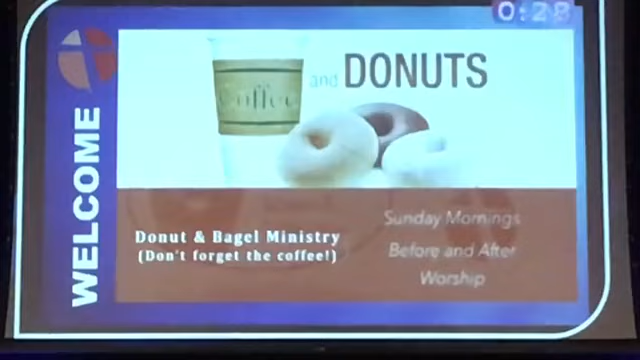 0:28
WELCOME
Coffee
and DONUTS
Donut & Bagel Ministry
(Don't forget the coffee!)
Sunday Mornings
Before and After
Worship